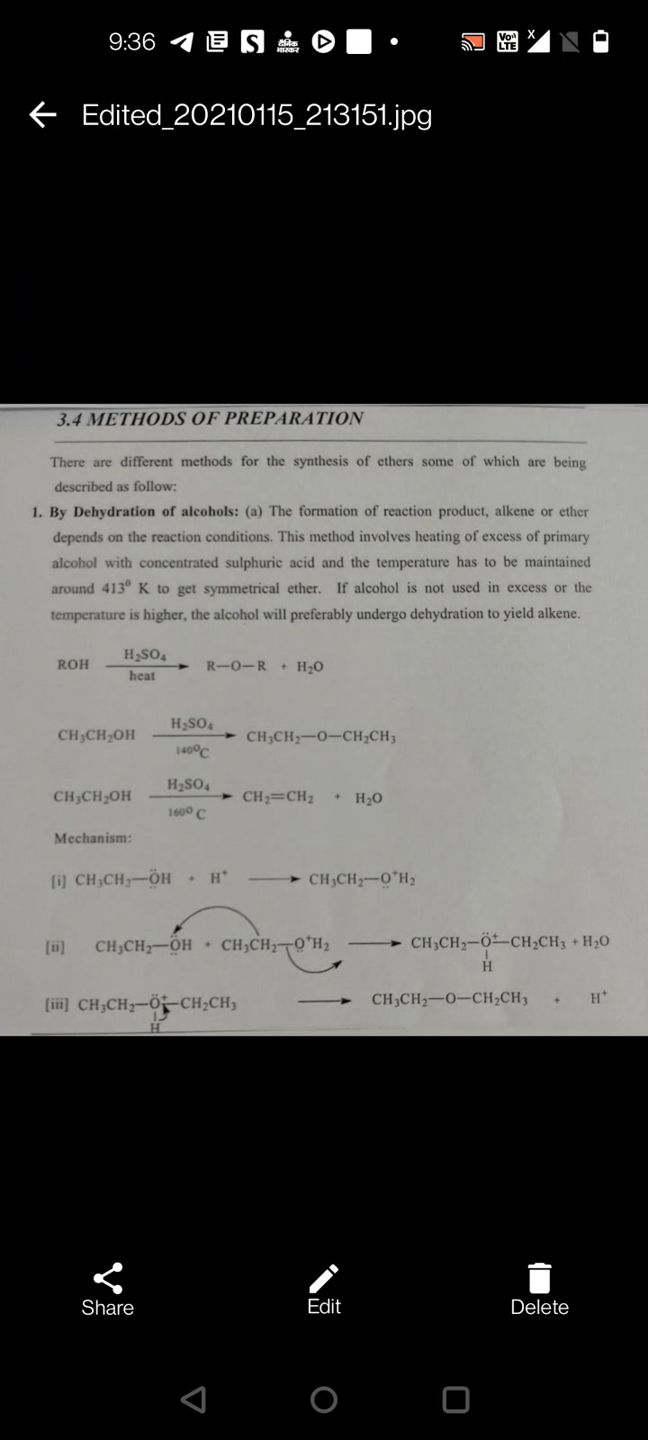 9:36
दैनिक भास्कर
Vo)) LTE
X
Edited_20210115_213151.jpg
3.4 METHODS OF PREPARATION
There are different methods for the synthesis of ethers some of which are being
described as follow:
1. By Dehydration of alcohols: (a) The formation of reaction product, alkene or ether
depends on the reaction conditions. This method involves heating of excess of primary
alcohol with concentrated sulphuric acid and the temperature has to be maintained
around 413⁰ K to get symmetrical ether. If alcohol is not used in excess or the
temperature is higher, the alcohol will preferably undergo dehydration to yield alkene.
H₂SO₄
ROH ⟶ R—O—R + H₂O
heat
H₂SO₄
CH₃CH₂OH ⟶ CH₃CH₂—O—CH₂CH₃
140⁰C
H₂SO₄
CH₃CH₂OH ⟶ CH₂=CH₂ + H₂O
160⁰ C
Mechanism:
[i] CH₃CH₂—ÖH + H⁺ ⟶ CH₃CH₂—O⁺H₂
[ii] CH₃CH₂—ÖH + CH₃CH₂—O⁺H₂ ⟶ CH₃CH₂—Ö⁺—CH₂CH₃ + H₂O
H
[iii] CH₃CH₂—Ö⁺—CH₂CH₃ ⟶ CH₃CH₂—O—CH₂CH₃ + H⁺
H
Share Edit Delete